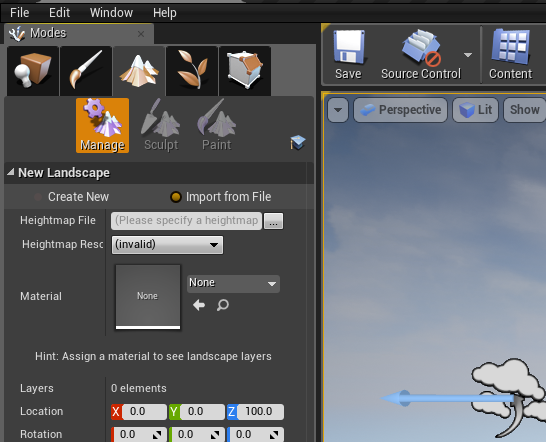 File Edit Window Help
Modes
Save Source Control Content
Manage Sculpt Paint
Perspective Lit Show
New Landscape
Create New Import from File
Heightmap File (Please specify a heightmap ...
Heightmap Resc (invalid)
Material None None
Hint: Assign a material to see landscape layers
Layers 0 elements
Location X 0.0 Y 0.0 Z 100.0
Rotation 0.0 0.0 0.0